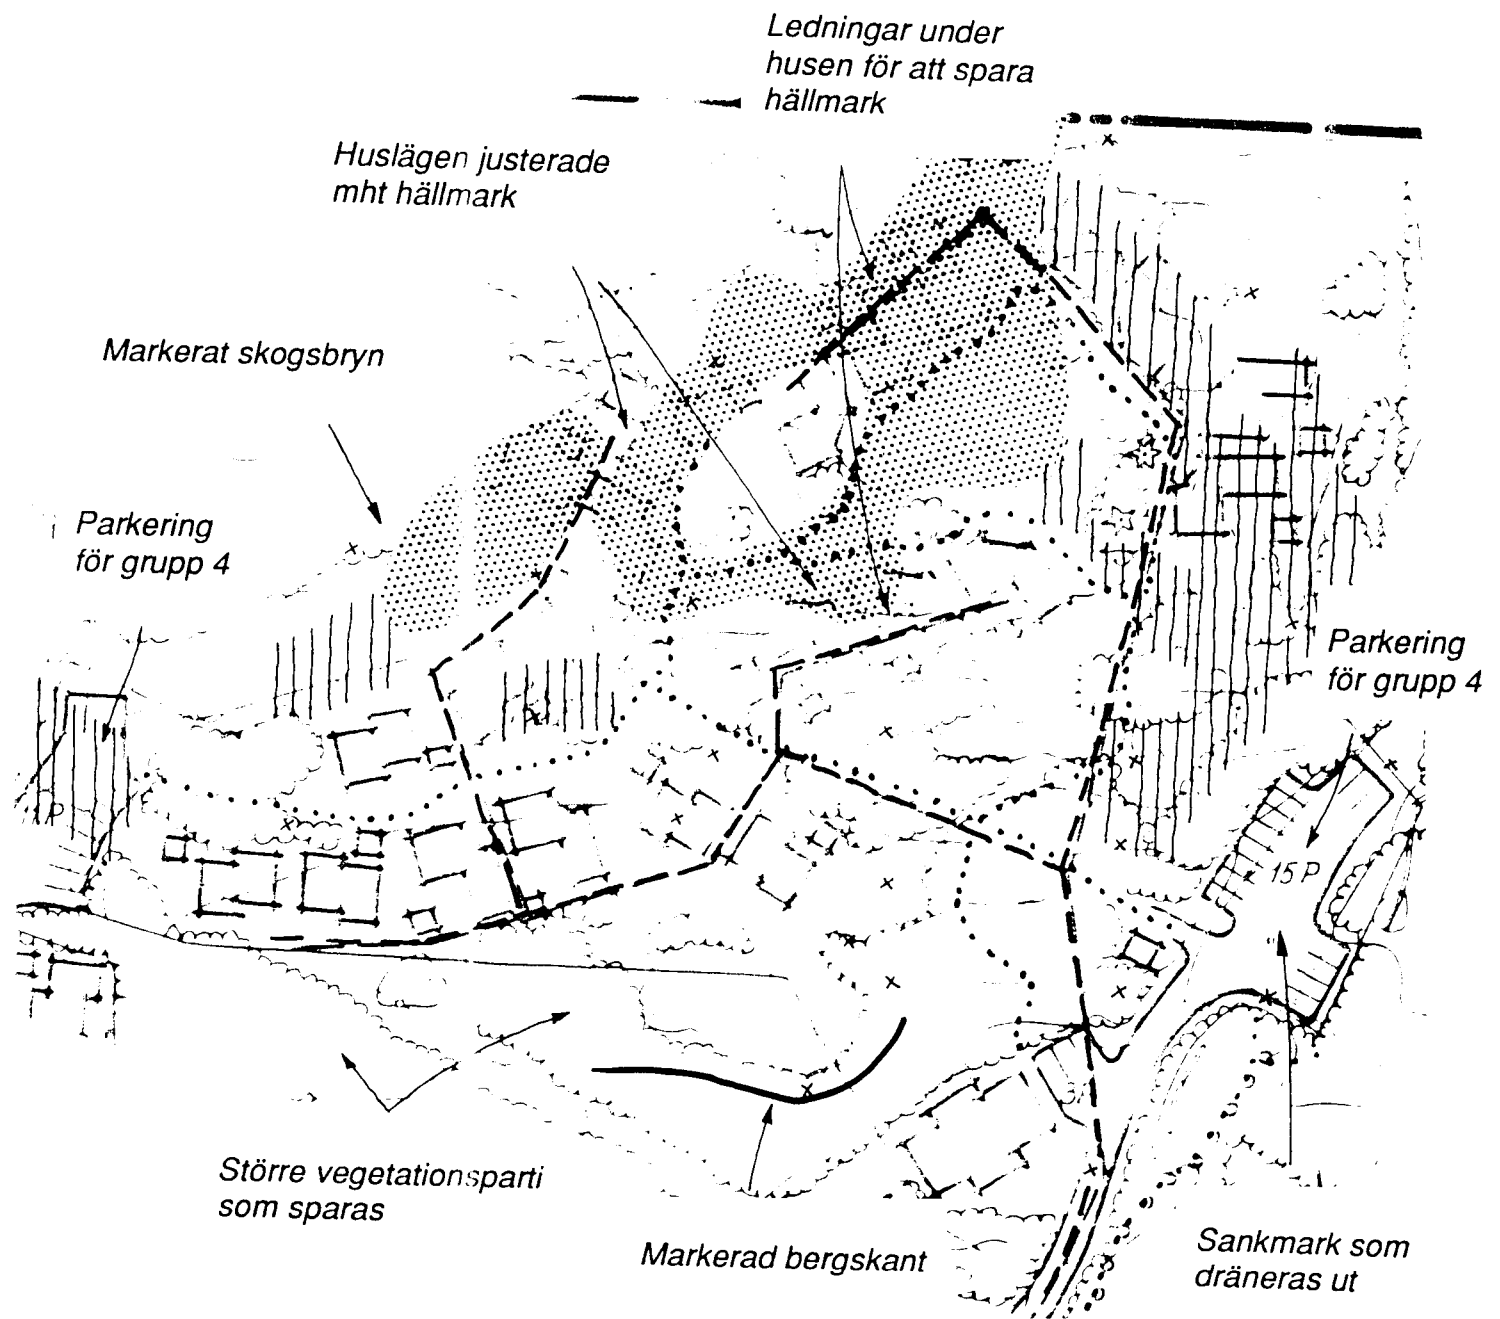 Ledningar under
husen för att spara
hällmark
Huslägen justerade
mht hällmark
Markerat skogsbryn
Parkering
för grupp 4
Parkering
för grupp 4
15 P
P
Större vegetationsparti
som sparas
Markerad bergskant
Sankmark som
dräneras ut